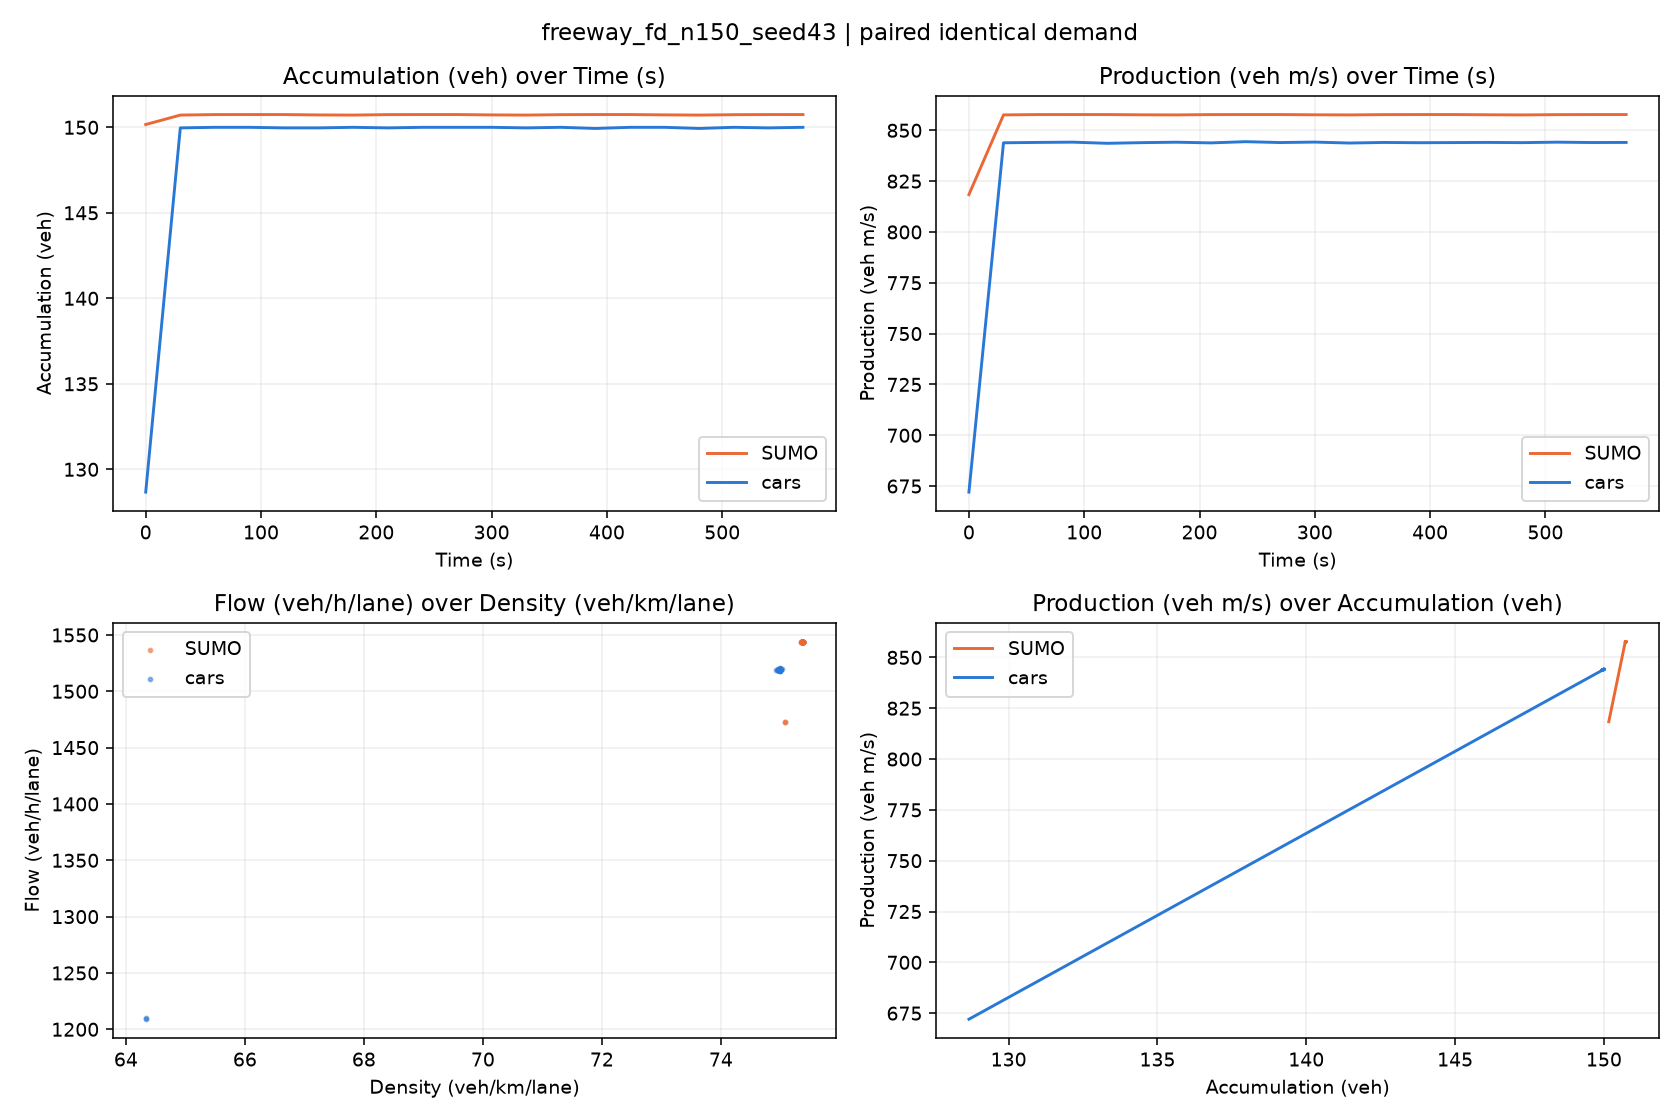 freeway_fd_n150_seed43 | paired identical demand
Accumulation (veh) over Time (s)
Accumulation (veh)
150
145
140
135
130
0 100 200 300 400 500
Time (s)
SUMO
cars
Production (veh m/s) over Time (s)
Production (veh m/s)
850
825
800
775
750
725
700
675
0 100 200 300 400 500
Time (s)
SUMO
cars
Flow (veh/h/lane) over Density (veh/km/lane)
Flow (veh/h/lane)
SUMO
cars
1550
1500
1450
1400
1350
1300
1250
1200
64 66 68 70 72 74
Density (veh/km/lane)
Production (veh m/s) over Accumulation (veh)
Production (veh m/s)
SUMO
cars
850
825
800
775
750
725
700
675
130 135 140 145 150
Accumulation (veh)